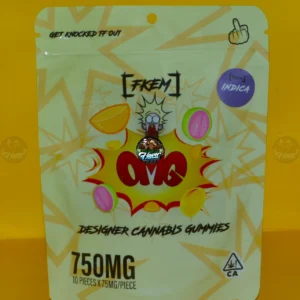 GET KNOCKED TF OUT
[FKEM]
INDICA
OMG
DESIGNER CANNABIS GUMMIES
750MG
10 PIECES X 75MG/PIECE
CA